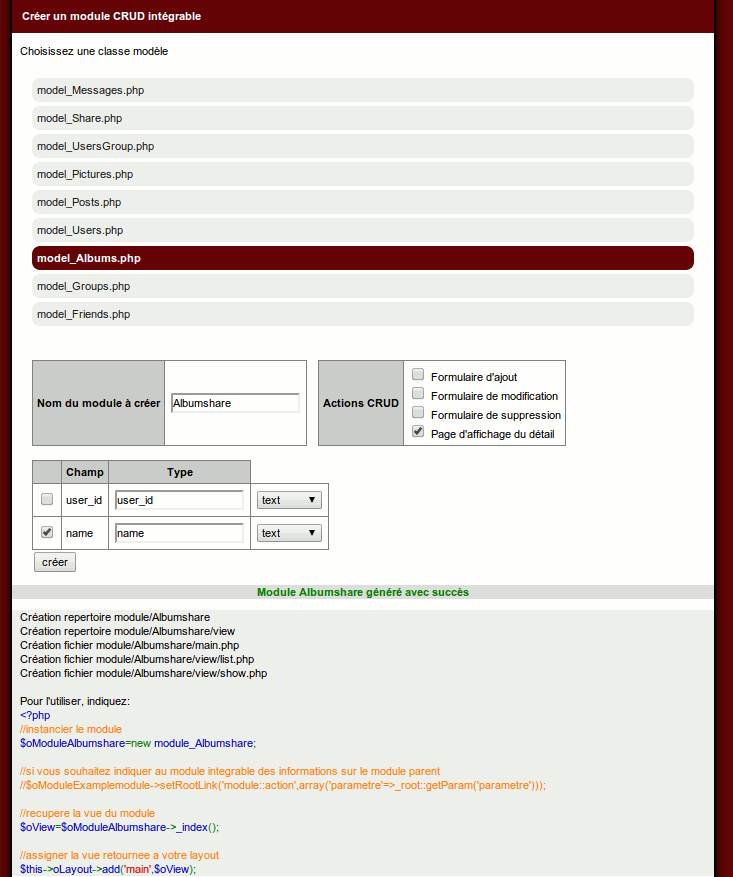 Créer un module CRUD intégrable
Choisissez une classe modèle
model_Messages.php
model_Share.php
model_UsersGroup.php
model_Pictures.php
model_Posts.php
model_Users.php
model_Albums.php
model_Groups.php
model_Friends.php
Nom du module à créer
Albumshare
Actions CRUD
Formulaire d'ajout
Formulaire de modification
Formulaire de suppression
Page d'affichage du détail
Champ Type
user_id user_id text
name name text
créer
Module Albumshare généré avec succès
Création repertoire module/Albumshare
Création repertoire module/Albumshare/view
Création fichier module/Albumshare/main.php
Création fichier module/Albumshare/view/list.php
Création fichier module/Albumshare/view/show.php
Pour l'utiliser, indiquez:
<?php
//instancier le module
$oModuleAlbumshare=new module_Albumshare;
//si vous souhaitez indiquer au module integrable des informations sur le module parent
//$oModuleExamplemodule->setRootLink('module::action',array('parametre'=>_root::getParam('parametre')));
//recupere la vue du module
$oView=$oModuleAlbumshare->_index();
//assigner la vue retournee a votre layout
$this->oLayout->add('main',$oView);